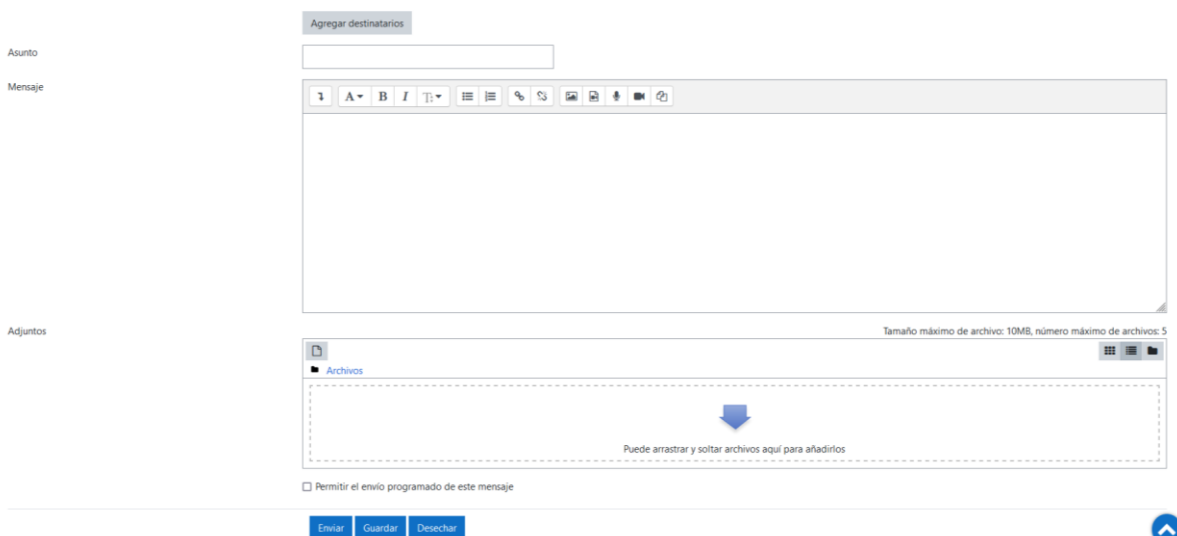 Agregar destinatarios
Asunto
Mensaje
A B I T
Adjuntos
Tamaño máximo de archivo: 10MB, número máximo de archivos: 5
Archivos
Puede arrastrar y soltar archivos aquí para añadirlos
Permitir el envío programado de este mensaje
Enviar Guardar Desechar